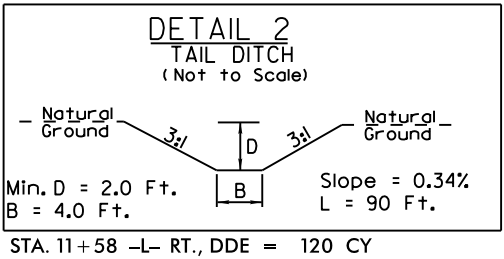 DETAIL 2
TAIL DITCH
(Not to Scale)
Natural Ground
3:1
D
3:1
Natural Ground
B
Min. D = 2.0 Ft.
B = 4.0 Ft.
Slope = 0.34%
L = 90 Ft.
STA. 11+58 -L- RT., DDE = 120 CY